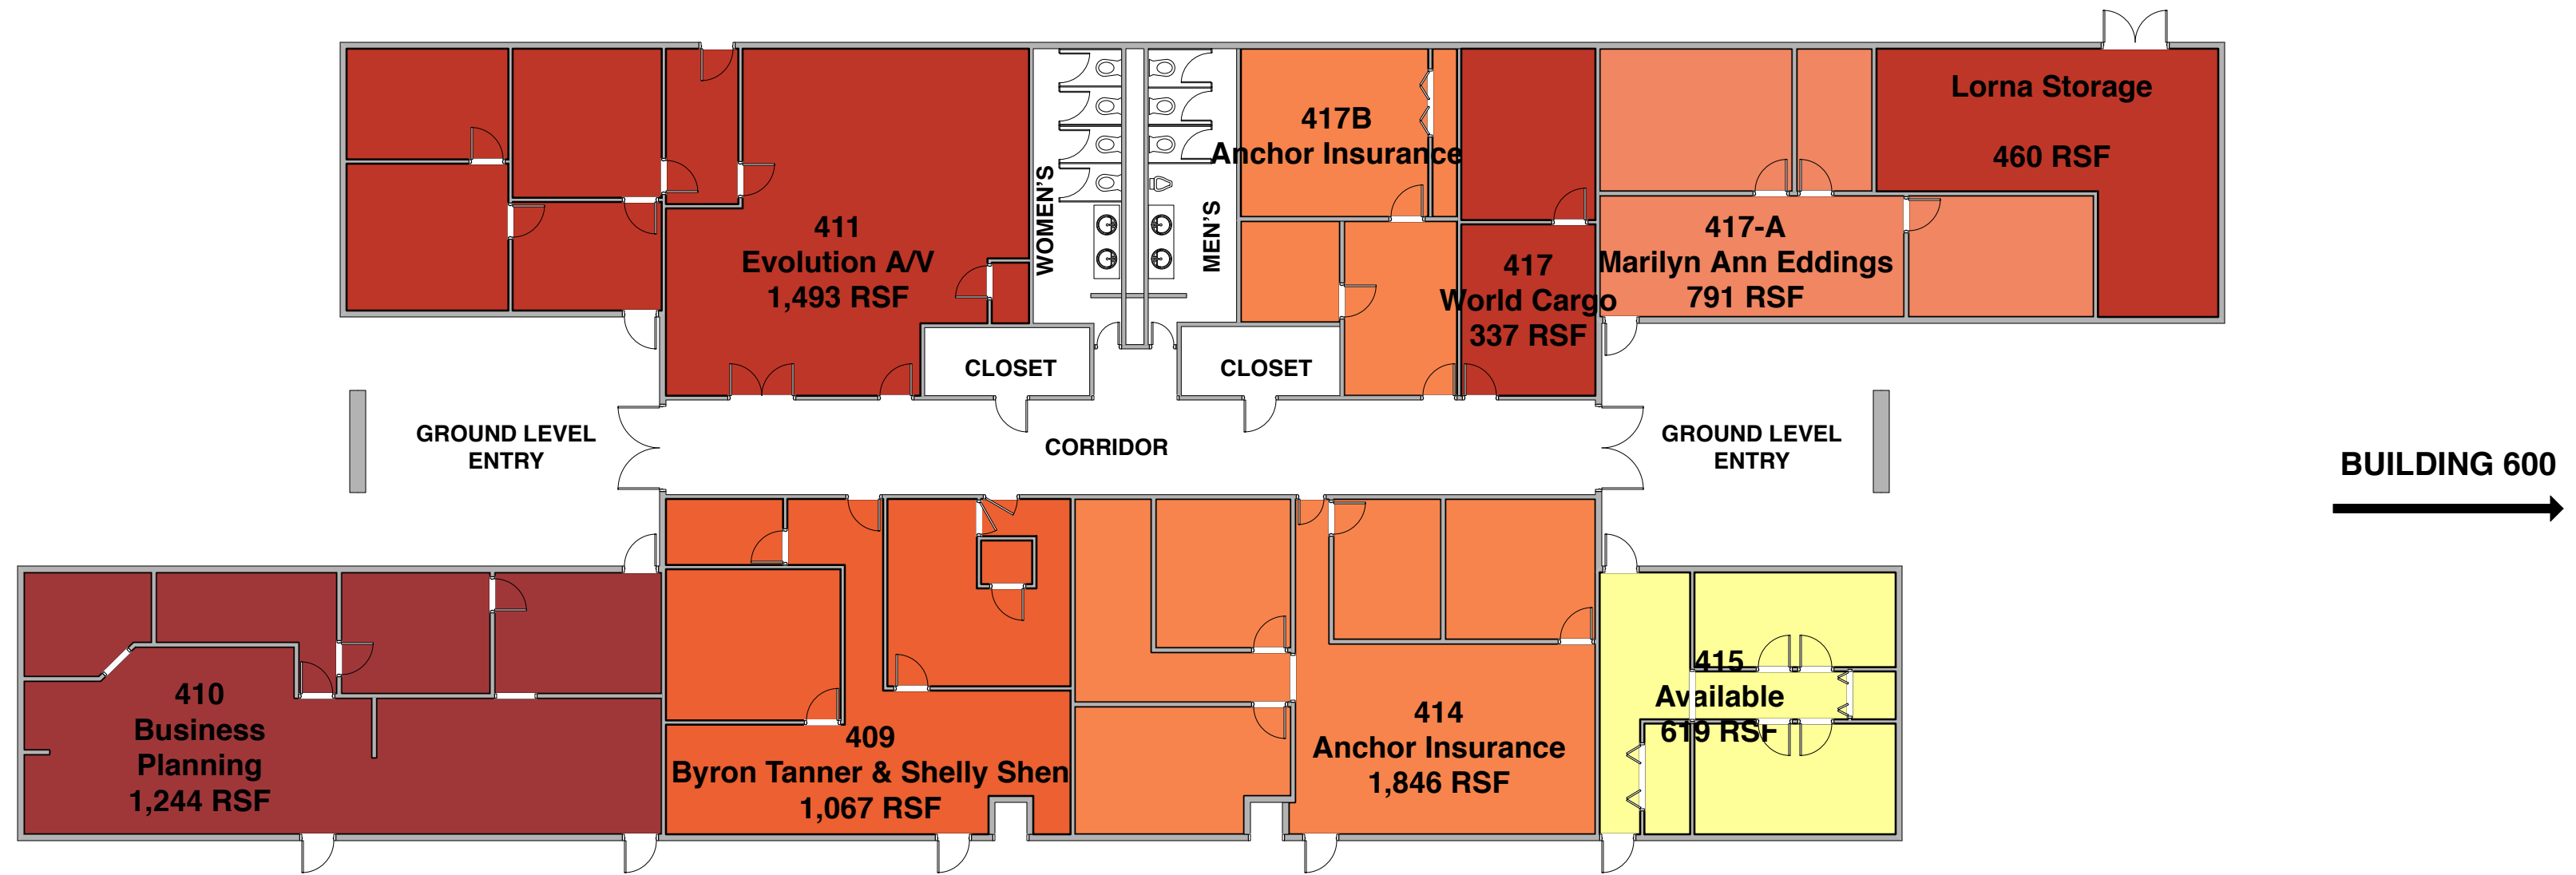 Lorna Storage
460 RSF
417B
Anchor Insurance
WOMEN'S
MEN'S
411
Evolution A/V
1,493 RSF
417
World Cargo
337 RSF
417-A
Marilyn Ann Eddings
791 RSF
CLOSET
CLOSET
GROUND LEVEL
ENTRY
CORRIDOR
GROUND LEVEL
ENTRY
BUILDING 600
410
Business
Planning
1,244 RSF
409
Byron Tanner & Shelly Shen
1,067 RSF
414
Anchor Insurance
1,846 RSF
415
Available
619 RSF